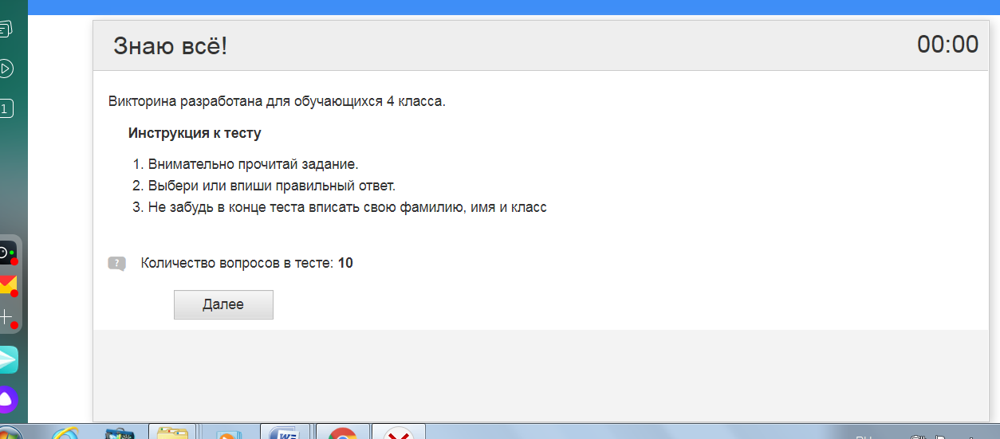 Знаю всё!
00:00
Викторина разработана для обучающихся 4 класса.
Инструкция к тесту
1. Внимательно прочитай задание.
2. Выбери или впиши правильный ответ.
3. Не забудь в конце теста вписать свою фамилию, имя и класс
?
Количество вопросов в тесте: 10
Далее
1
W